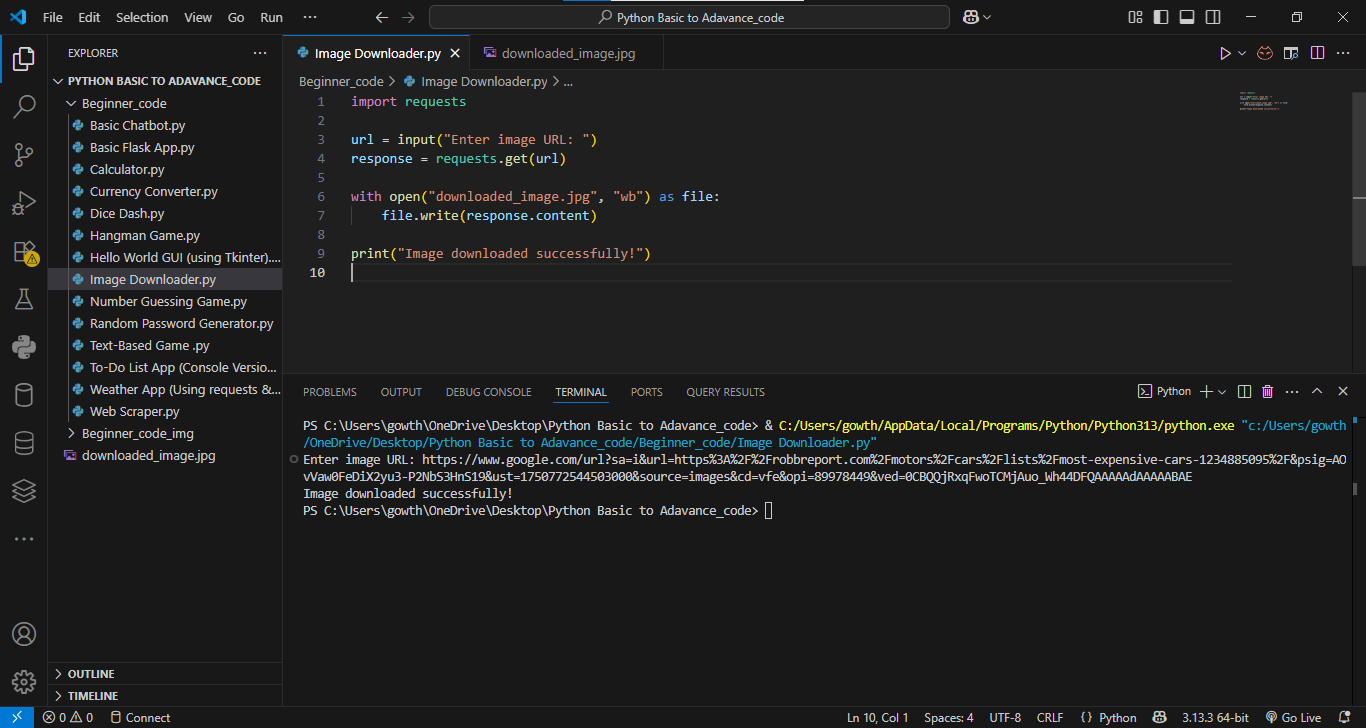 File Edit Selection View Go Run ··· Python Basic to Adavance_code
EXPLORER ···
PYTHON BASIC TO ADAVANCE_CODE
Beginner_code
Basic Chatbot.py
Basic Flask App.py
Calculator.py
Currency Converter.py
Dice Dash.py
Hangman Game.py
Hello World GUI (using Tkinter)....
Image Downloader.py
Number Guessing Game.py
Random Password Generator.py
Text-Based Game .py
To-Do List App (Console Versio...
Weather App (Using requests &...
Web Scraper.py
Beginner_code_img
downloaded_image.jpg
OUTLINE
TIMELINE
Image Downloader.py downloaded_image.jpg
Beginner_code > Image Downloader.py > ...
1 import requests
2
3 url = input("Enter image URL: ")
4 response = requests.get(url)
5
6 with open("downloaded_image.jpg", "wb") as file:
7 file.write(response.content)
8
9 print("Image downloaded successfully!")
10
PROBLEMS OUTPUT DEBUG CONSOLE TERMINAL PORTS QUERY RESULTS Python
PS C:\Users\gowth\OneDrive\Desktop\Python Basic to Adavance_code> & C:/Users/gowth/AppData/Local/Programs/Python/Python313/python.exe "c:/Users/gowth
/OneDrive/Desktop/Python Basic to Adavance_code/Beginner_code/Image Downloader.py"
Enter image URL: https://www.google.com/url?sa=i&url=https%3A%2F%2Frobbreport.com%2Fmotors%2Fcars%2Flists%2Fmost-expensive-cars-1234885095%2F&psig=AO
vVaw0FeDiX2yu3-P2NbS3HnS19&ust=1750772544503000&source=images&cd=vfe&opi=89978449&ved=0CBQQjRxqFwoTCMjAuo_Wh44DFQAAAAAdAAAAABAE
Image downloaded successfully!
PS C:\Users\gowth\OneDrive\Desktop\Python Basic to Adavance_code>
0 0 Connect Ln 10, Col 1 Spaces: 4 UTF-8 CRLF Python 3.13.3 64-bit Go Live